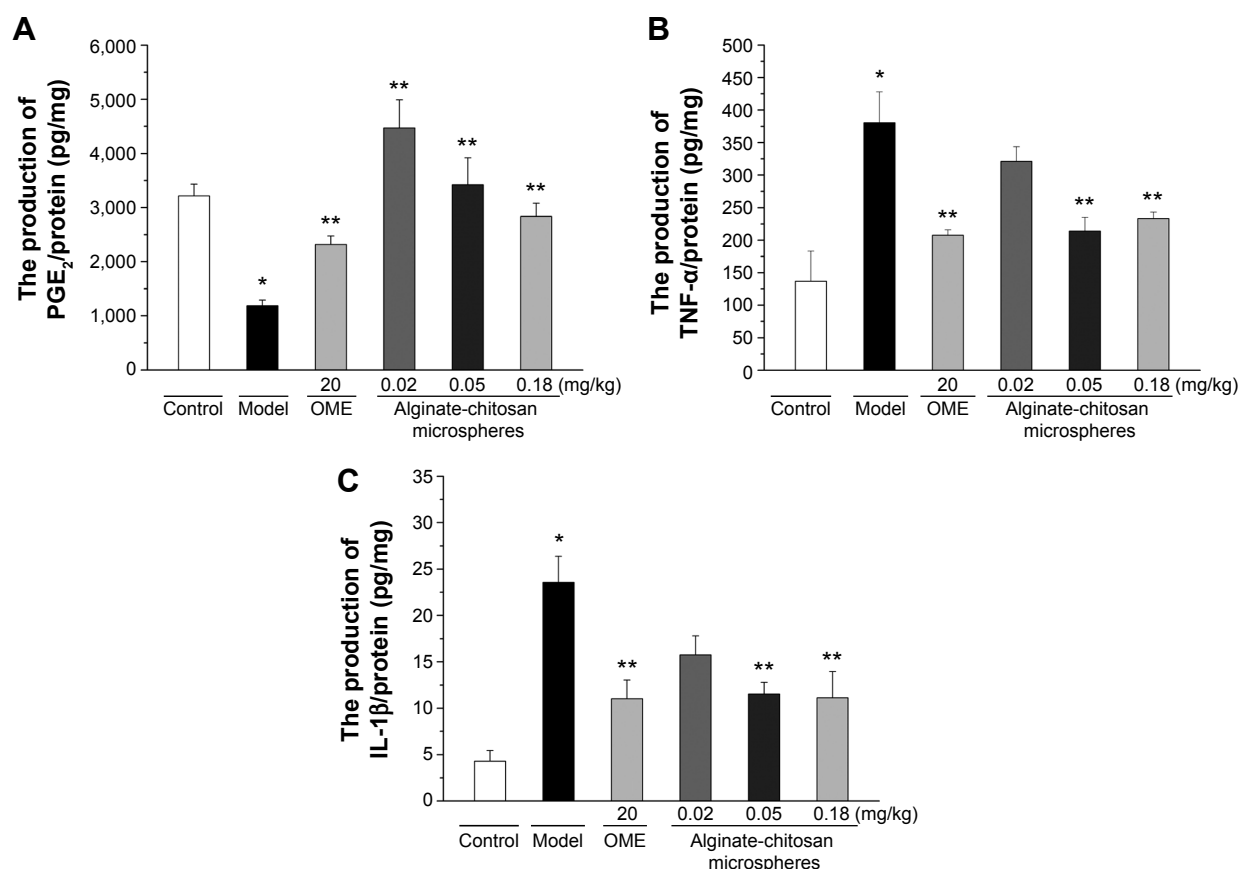 A
The production of
PGE2/protein (pg/mg)
6,000
5,000
4,000
3,000
2,000
1,000
0
*
**
**
**
**
20
0.02
0.05
0.18 (mg/kg)
Control
Model
OME
Alginate-chitosan
microspheres
B
The production of
TNF-α/protein (pg/mg)
500
450
400
350
300
250
200
150
100
50
0
*
**
**
**
20
0.02
0.05
0.18 (mg/kg)
Control
Model
OME
Alginate-chitosan
microspheres
C
The production of
IL-1β/protein (pg/mg)
35
30
25
20
15
10
5
0
*
**
**
**
20
0.02
0.05
0.18 (mg/kg)
Control
Model
OME
Alginate-chitosan
microspheres